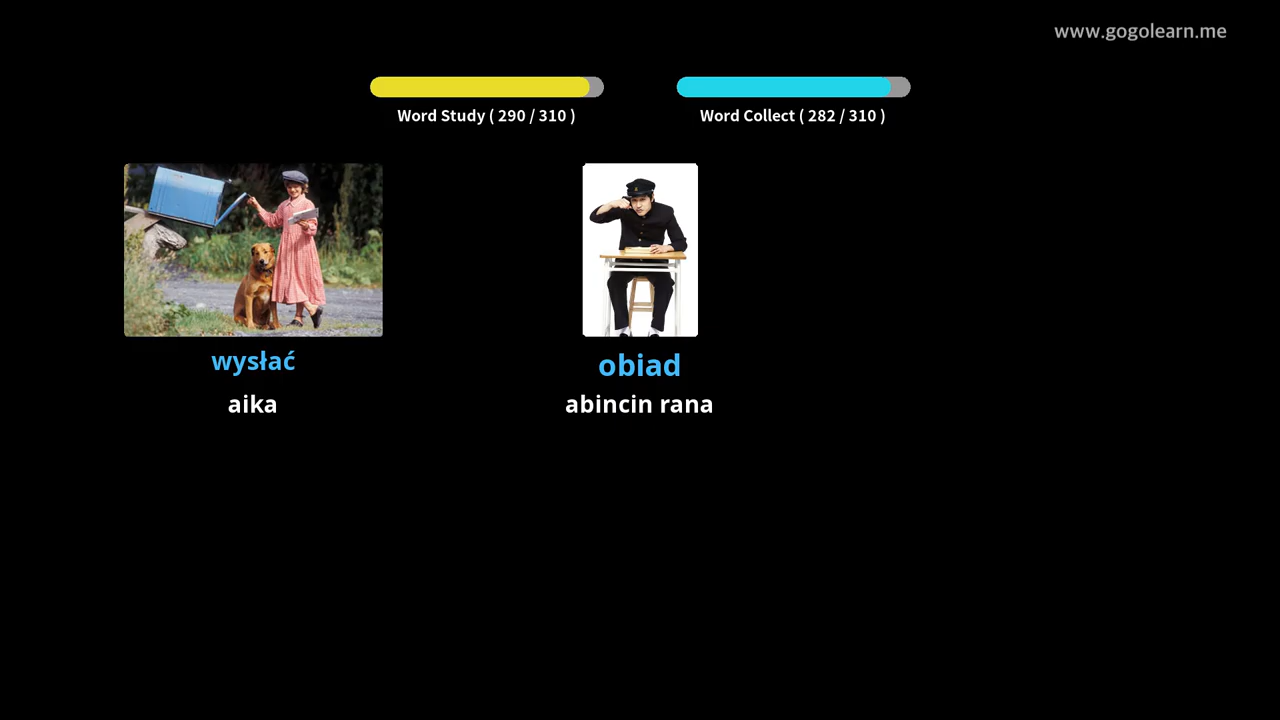 www.gogolearn.me
Word Study ( 290 / 310 )
Word Collect ( 282 / 310 )
wysłać
obiad
aika
abincin rana